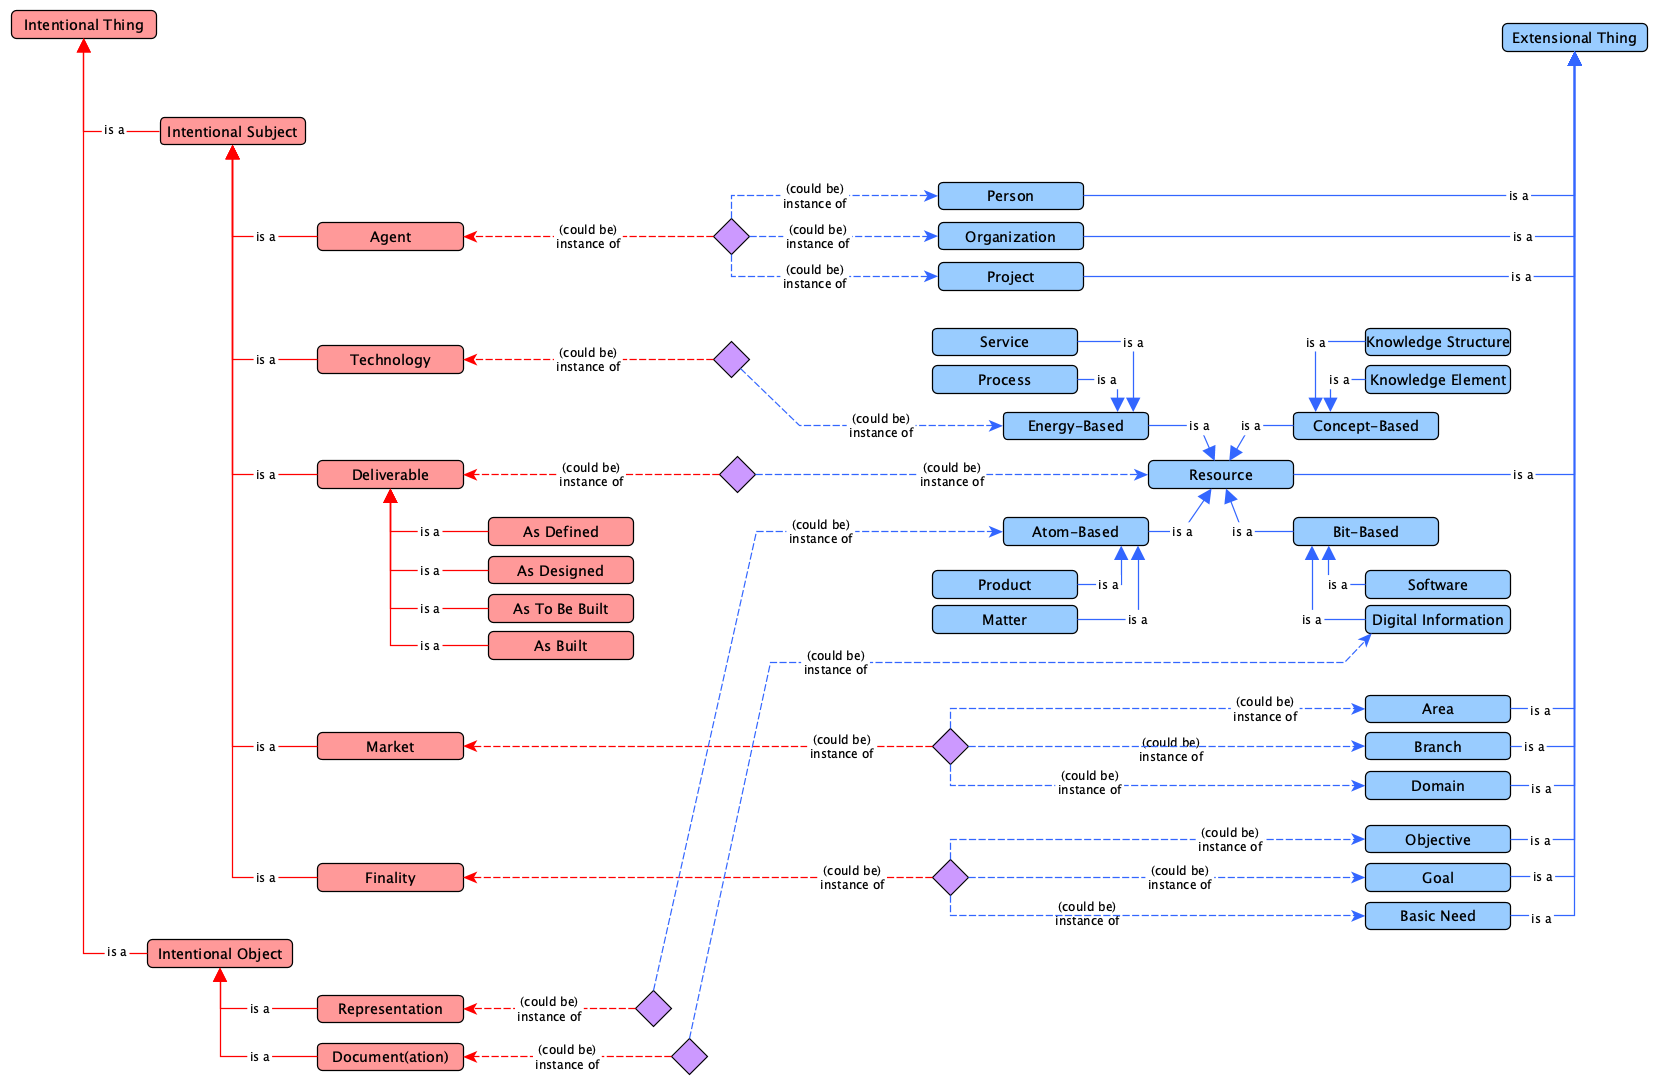 Intentional Thing
Extensional Thing
is a
Intentional Subject
(could be)
instance of
Person
is a
is a
Agent
(could be)
instance of
(could be)
instance of
Organization
is a
(could be)
instance of
Project
is a
Service
is a
is a
Knowledge Structure
is a
Technology
(could be)
instance of
Process
is a
is a
Knowledge Element
(could be)
instance of
Energy-Based
is a
is a
Concept-Based
is a
Deliverable
(could be)
instance of
(could be)
instance of
Resource
is a
is a
As Defined
(could be)
instance of
Atom-Based
is a
is a
Bit-Based
is a
As Designed
Product
is a
is a
Software
is a
As To Be Built
Matter
is a
is a
Digital Information
is a
As Built
(could be)
instance of
(could be)
instance of
Area
is a
is a
Market
(could be)
instance of
(could be)
instance of
Branch
is a
(could be)
instance of
Domain
is a
(could be)
instance of
Objective
is a
is a
Finality
(could be)
instance of
(could be)
instance of
Goal
is a
(could be)
instance of
Basic Need
is a
is a
Intentional Object
is a
Representation
(could be)
instance of
is a
Document(ation)
(could be)
instance of